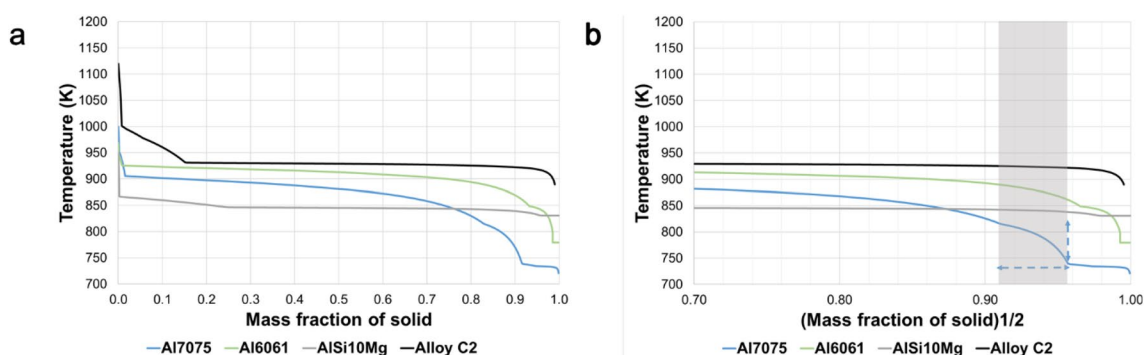 a
1200
1100
1050
1000
950
900
850
800
750
700
Temperature (K)
0.0 0.1 0.2 0.3 0.4 0.5 0.6 0.7 0.8 0.9 1.0
Mass fraction of solid
Al7075 Al6061 AlSi10Mg Alloy C2
b
1200
1100
1050
1000
950
900
850
800
750
700
Temperature (K)
0.70 0.80 0.90 1.00
(Mass fraction of solid)1/2
Al7075 Al6061 AlSi10Mg Alloy C2